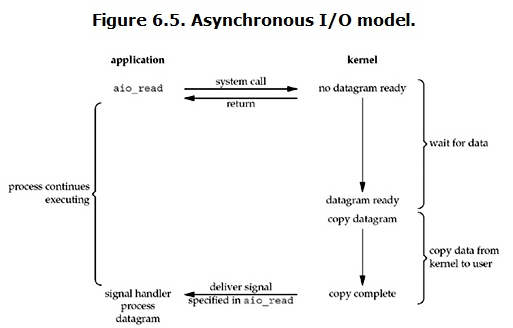 Figure 6.5. Asynchronous I/O model.
application
kernel
aio_read
system call
return
no datagram ready
wait for data
process continues
executing
datagram ready
copy datagram
copy data from
kernel to user
signal handler
process
datagram
deliver signal
specified in aio_read
copy complete